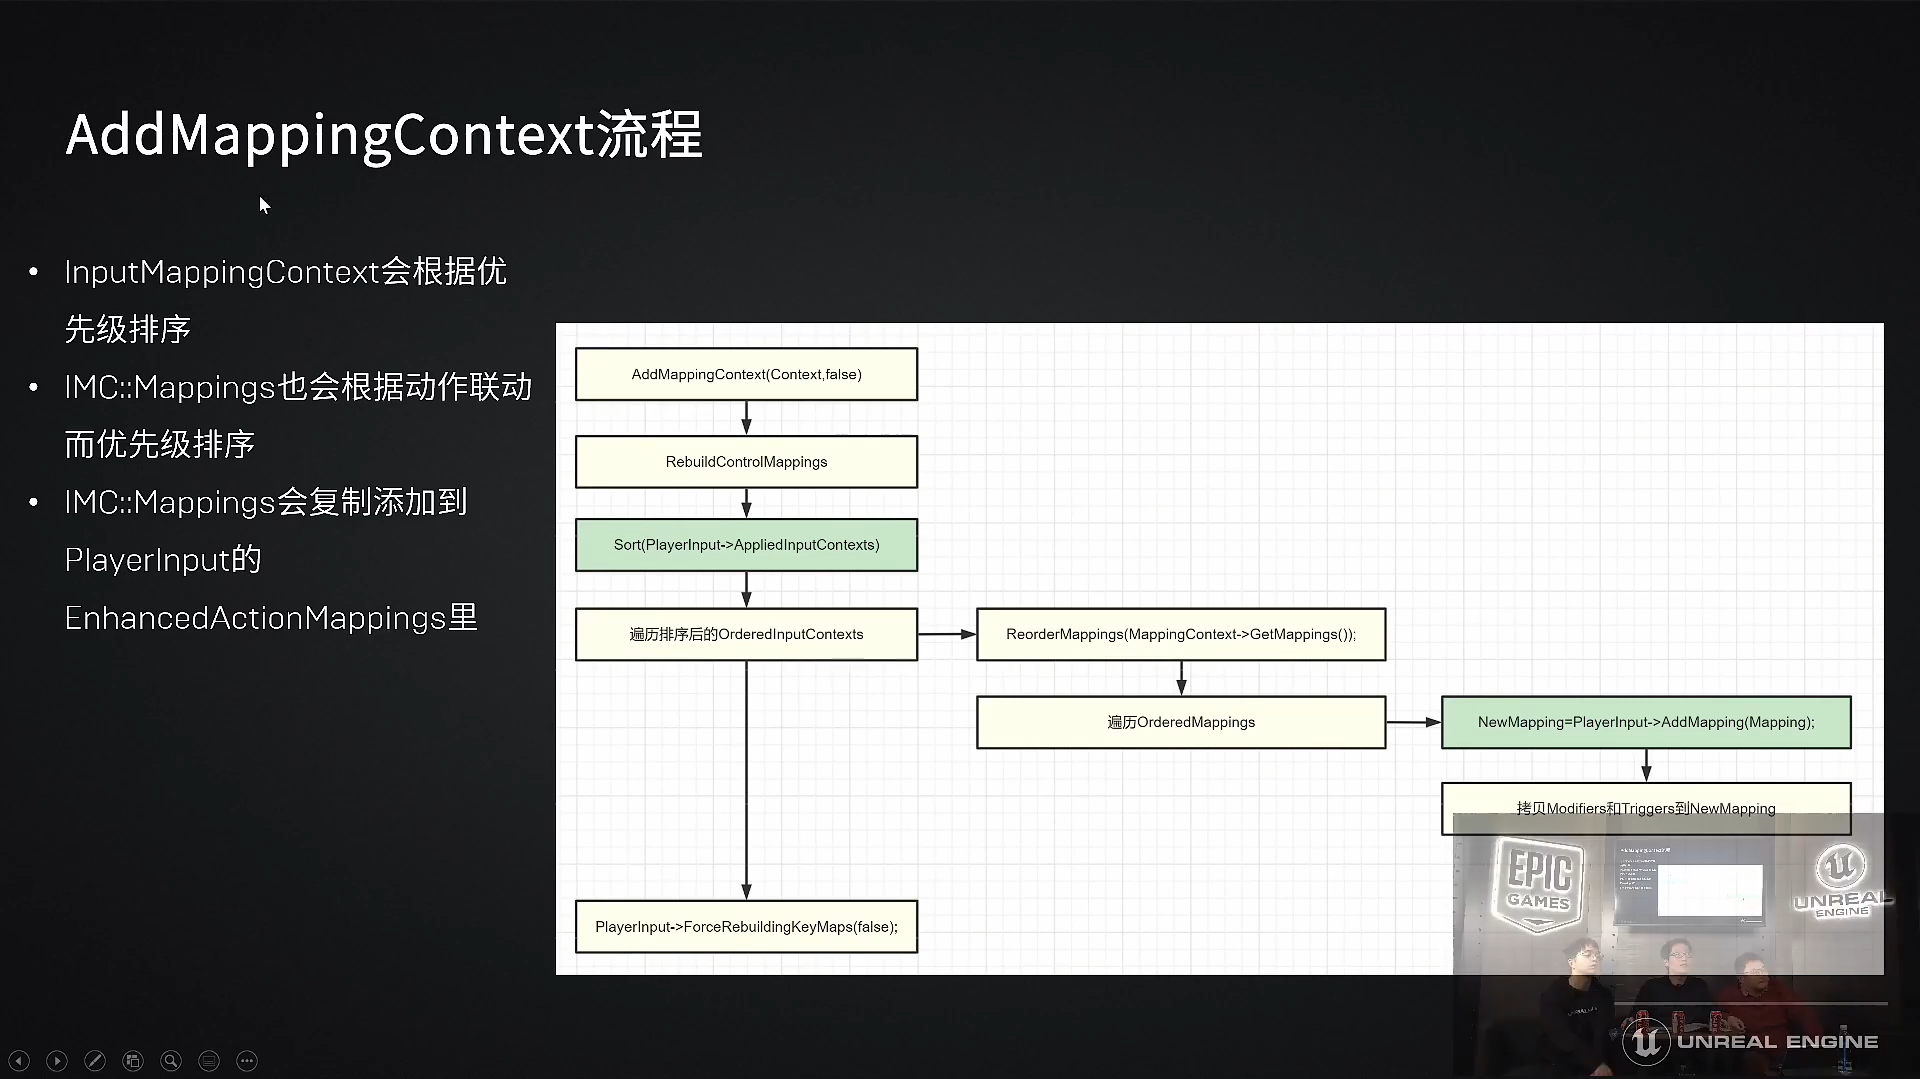 AddMappingContext流程
InputMappingContext会根据优
先级排序
IMC::Mappings也会根据动作联动
而优先级排序
IMC::Mappings会复制添加到
PlayerInput的
EnhancedActionMappings里
AddMappingContext(Context,false)
RebuildControlMappings
Sort(PlayerInput->AppliedInputContexts)
遍历排序后的OrderedInputContexts
ReorderMappings(MappingContext->GetMappings());
遍历OrderedMappings
NewMapping=PlayerInput->AddMapping(Mapping);
拷贝Modifiers和Triggers到NewMapping
PlayerInput->ForceRebuildingKeyMaps(false);
EPIC
GAMES
UNREAL
ENGINE
UNREAL ENGINE